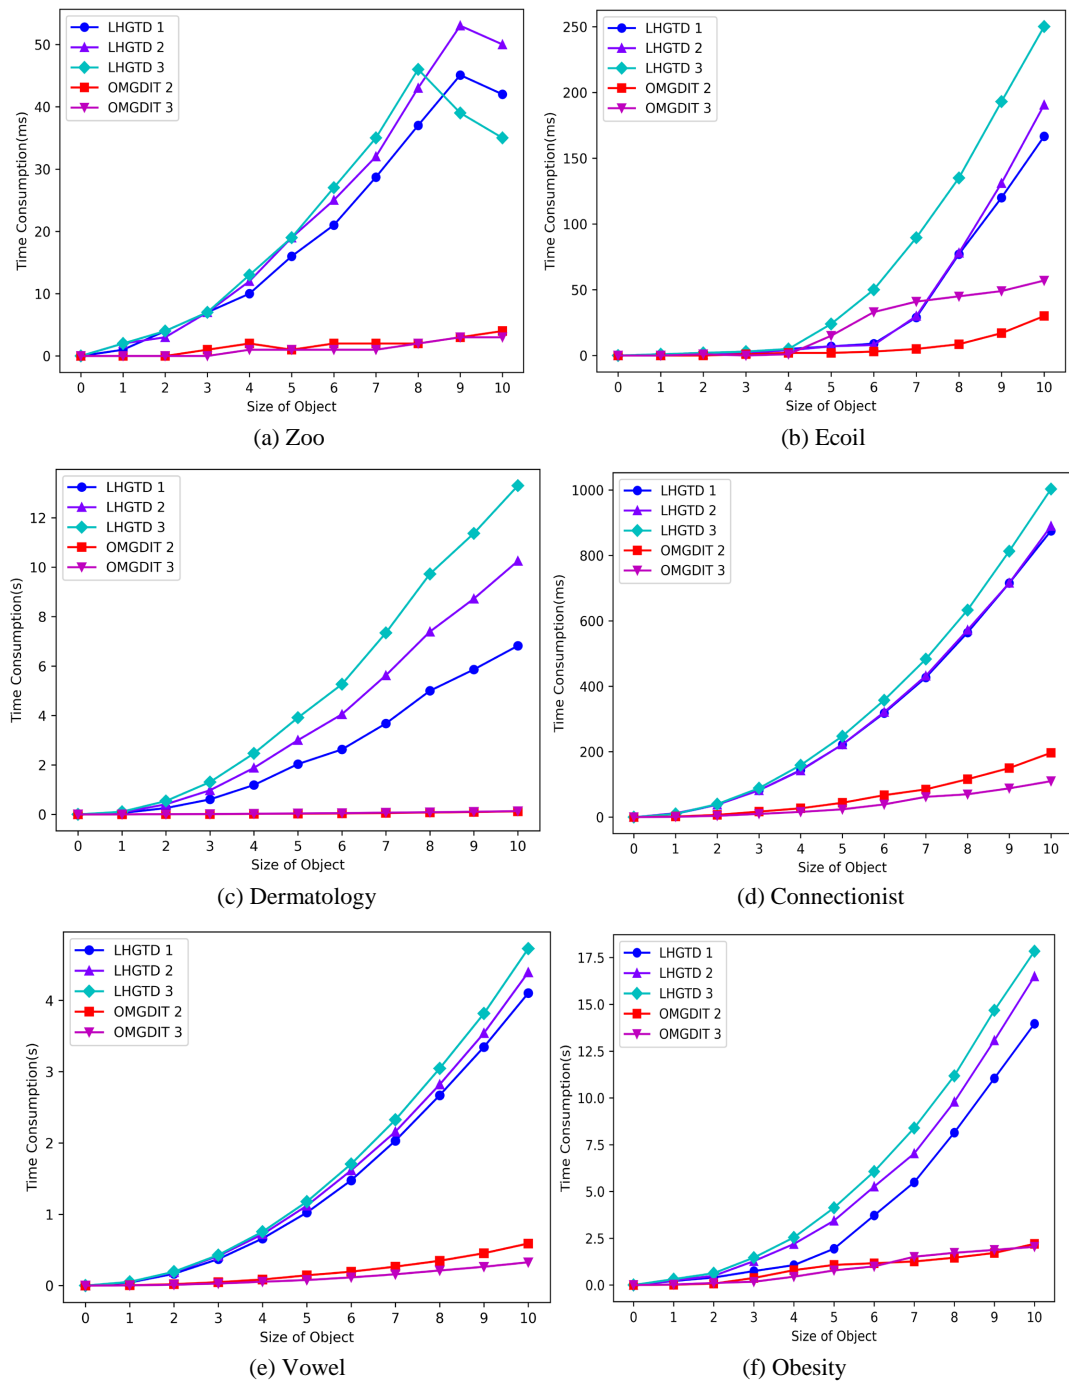 LHGTD 1
LHGTD 2
LHGTD 3
OMGDIT 2
OMGDIT 3
50
40
30
20
10
0
Time Consumption(ms)
0 1 2 3 4 5 6 7 8 9 10
Size of Object
(a) Zoo
LHGTD 1
LHGTD 2
LHGTD 3
OMGDIT 2
OMGDIT 3
250
200
150
100
50
0
Time Consumption(ms)
0 1 2 3 4 5 6 7 8 9 10
Size of Object
(b) Ecoil
LHGTD 1
LHGTD 2
LHGTD 3
OMGDIT 2
OMGDIT 3
12
10
8
6
4
2
0
Time Consumption(s)
0 1 2 3 4 5 6 7 8 9 10
Size of Object
(c) Dermatology
LHGTD 1
LHGTD 2
LHGTD 3
OMGDIT 2
OMGDIT 3
1000
800
600
400
200
0
Time Consumption(ms)
0 1 2 3 4 5 6 7 8 9 10
Size of Object
(d) Connectionist
LHGTD 1
LHGTD 2
LHGTD 3
OMGDIT 2
OMGDIT 3
4
3
2
1
0
Time Consumption(s)
0 1 2 3 4 5 6 7 8 9 10
Size of Object
(e) Vowel
LHGTD 1
LHGTD 2
LHGTD 3
OMGDIT 2
OMGDIT 3
17.5
15.0
12.5
10.0
7.5
5.0
2.5
0.0
Time Consumption(s)
0 1 2 3 4 5 6 7 8 9 10
Size of Object
(f) Obesity